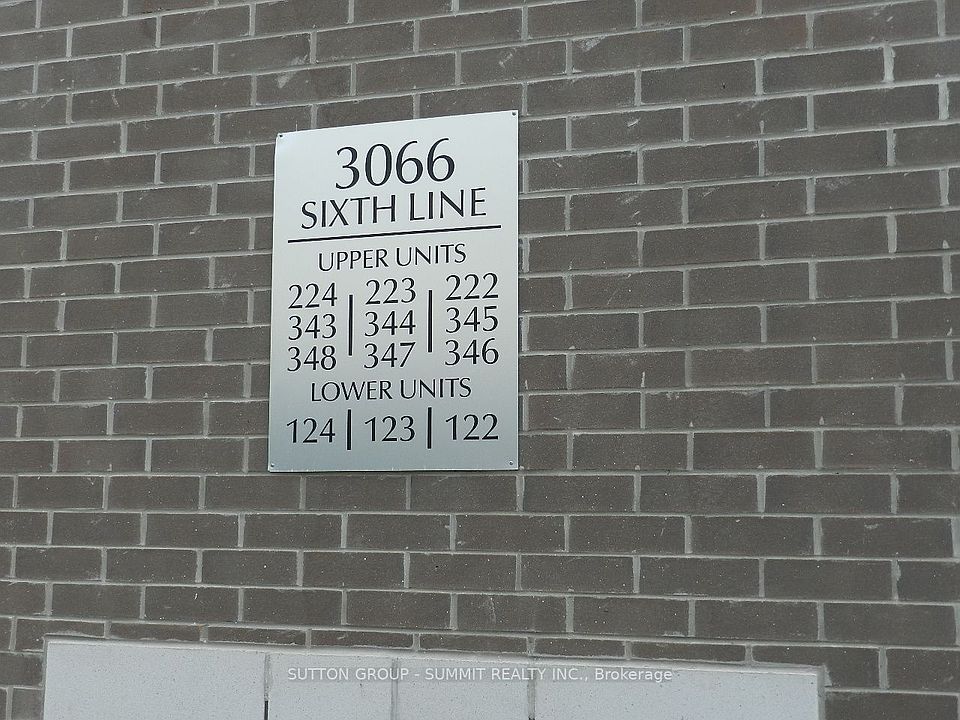 3066
SIXTH LINE
UPPER UNITS
224 | 223 | 222
343 | 344 | 345
348 | 347 | 346
LOWER UNITS
124 | 123 | 122
SUTTON GROUP - SUMMIT REALTY INC., Brokerage